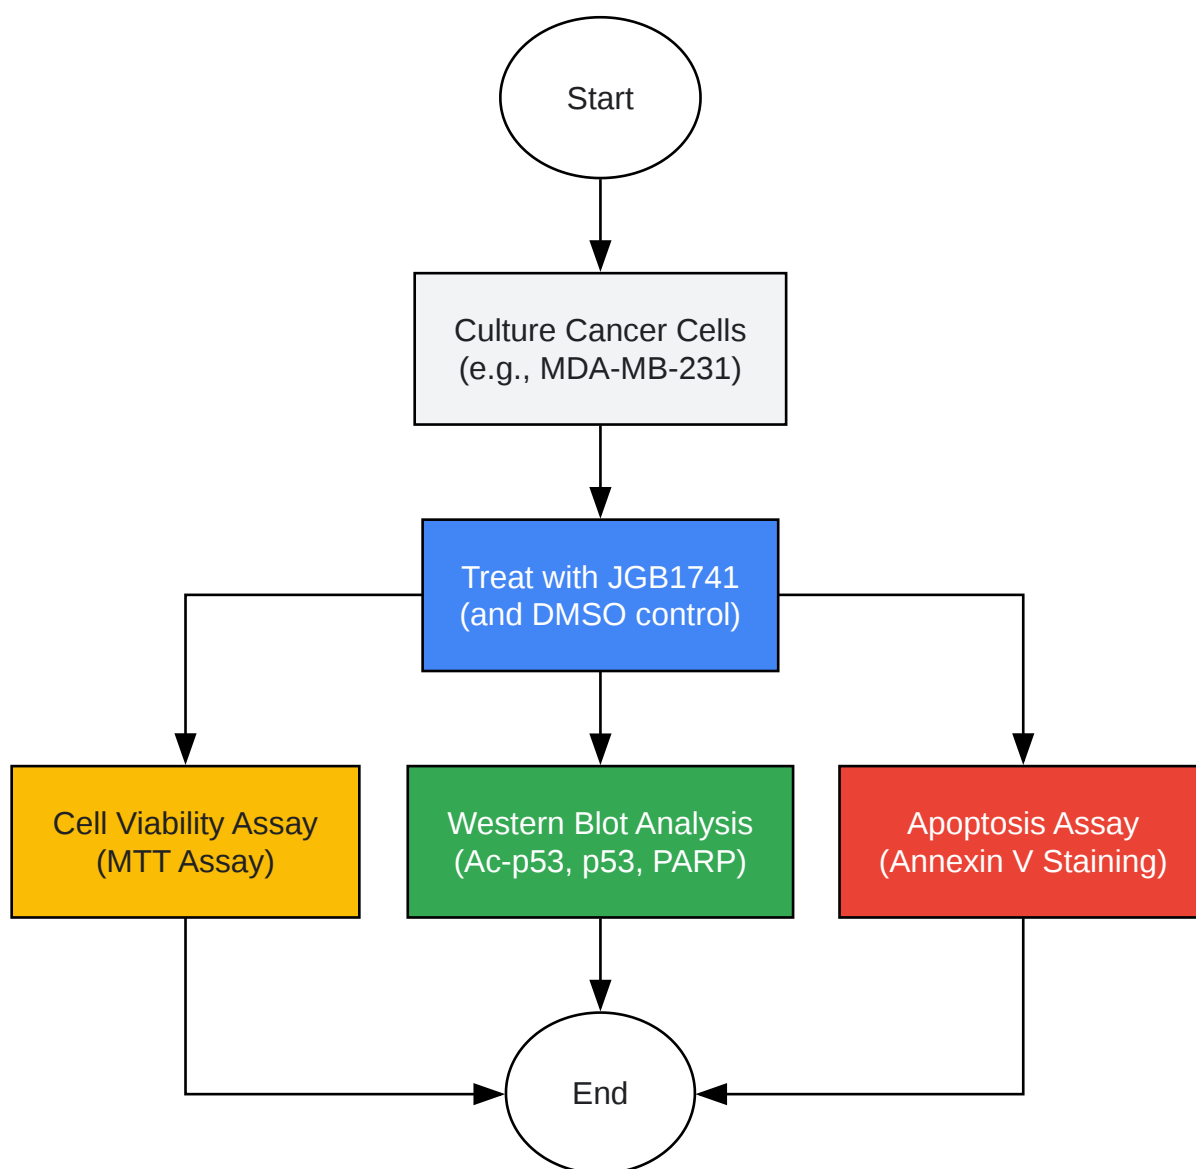 Start
Culture Cancer Cells
(e.g., MDA-MB-231)
Treat with JGB1741
(and DMSO control)
Cell Viability Assay
(MTT Assay)
Western Blot Analysis
(Ac-p53, p53, PARP)
Apoptosis Assay
(Annexin V Staining)
End